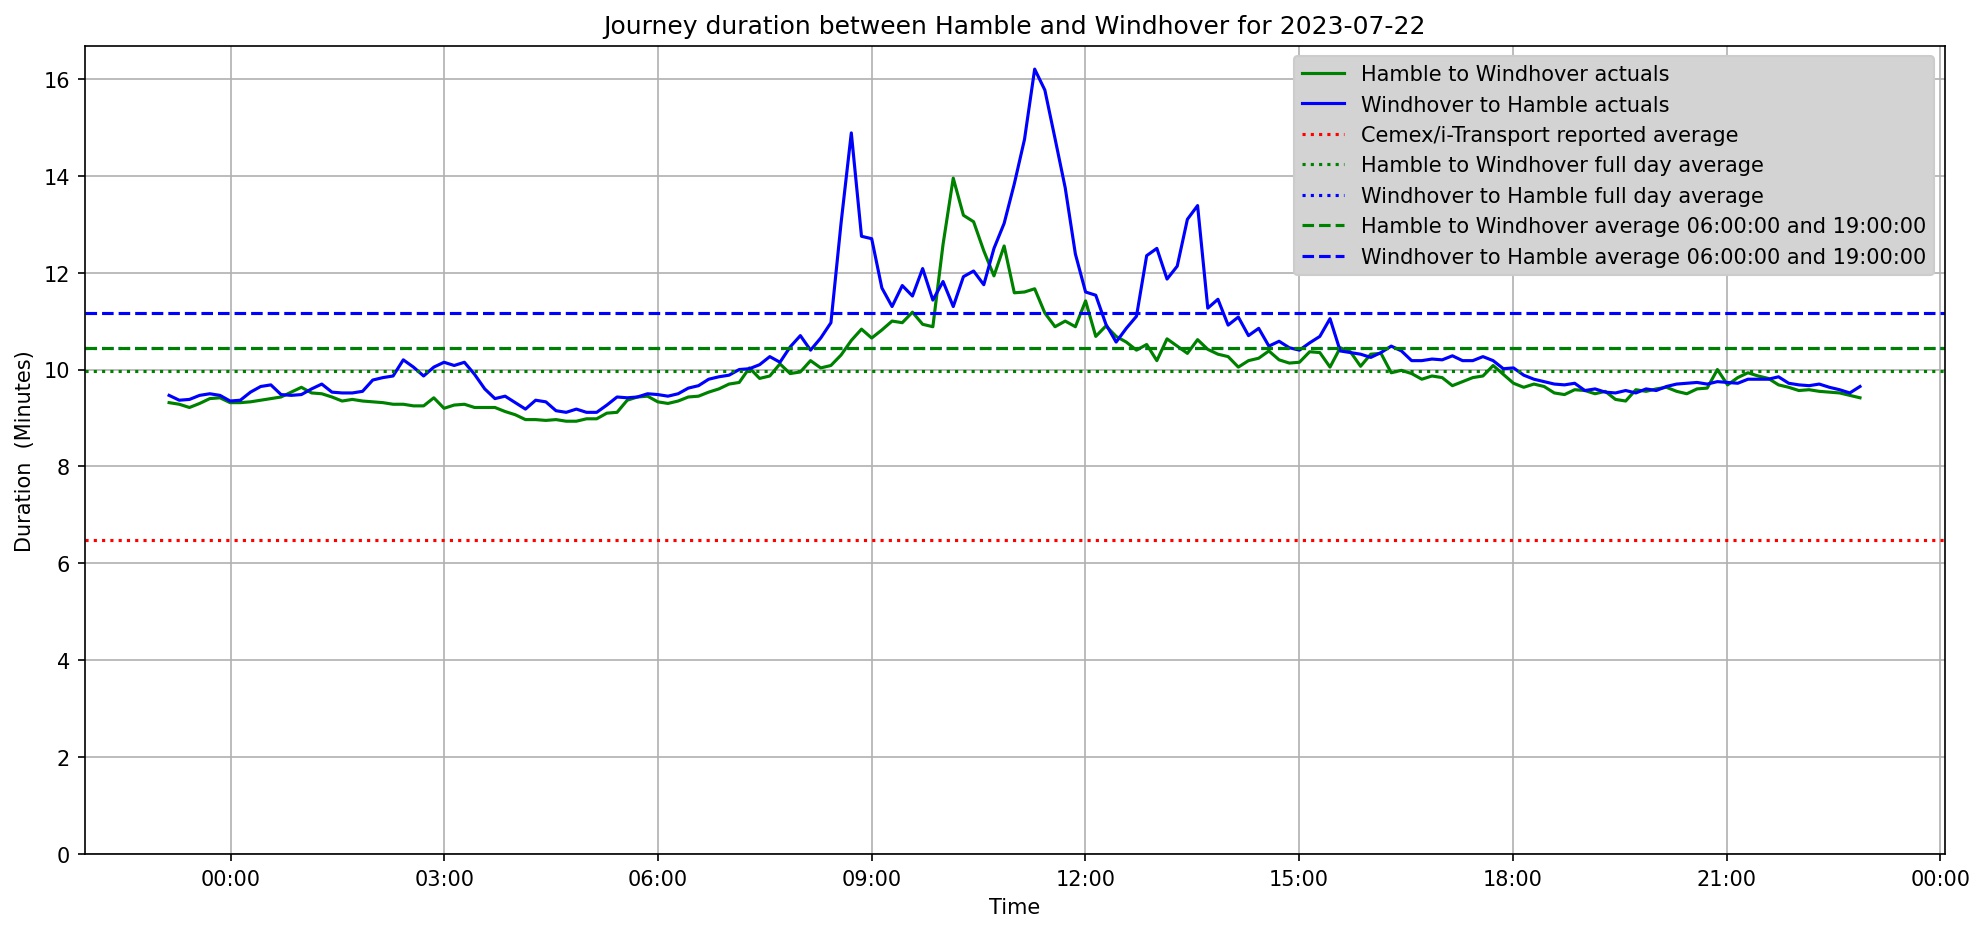 Journey duration between Hamble and Windhover for 2023-07-22
Hamble to Windhover actuals
Windhover to Hamble actuals
Cemex/i-Transport reported average
Hamble to Windhover full day average
Windhover to Hamble full day average
Hamble to Windhover average 06:00:00 and 19:00:00
Windhover to Hamble average 06:00:00 and 19:00:00
Duration  (Minutes)
16
14
12
10
8
6
4
2
0
00:00
03:00
06:00
09:00
12:00
15:00
18:00
21:00
00:00
Time